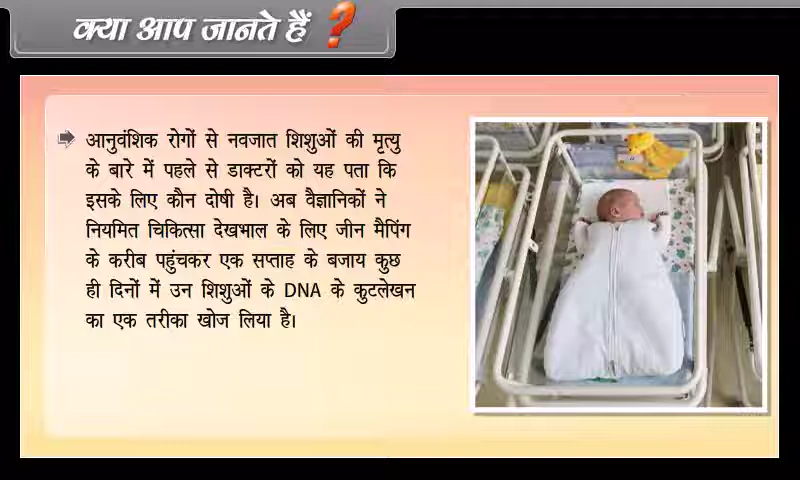 क्या आप जानते हैं ?
आनुवंशिक रोगों से नवजात शिशुओं की मृत्यु
के बारे में पहले से डाक्टरों को यह पता कि
इसके लिए कौन दोषी है। अब वैज्ञानिकों ने
नियमित चिकित्सा देखभाल के लिए जीन मैपिंग
के करीब पहुंचकर एक सप्ताह के बजाय कुछ
ही दिनों में उन शिशुओं के DNA के कुटलेखन
का एक तरीका खोज लिया है।